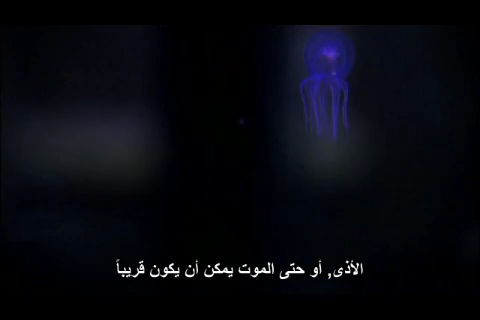 الأذى, أو حتى الموت يمكن أن يكون قريباً